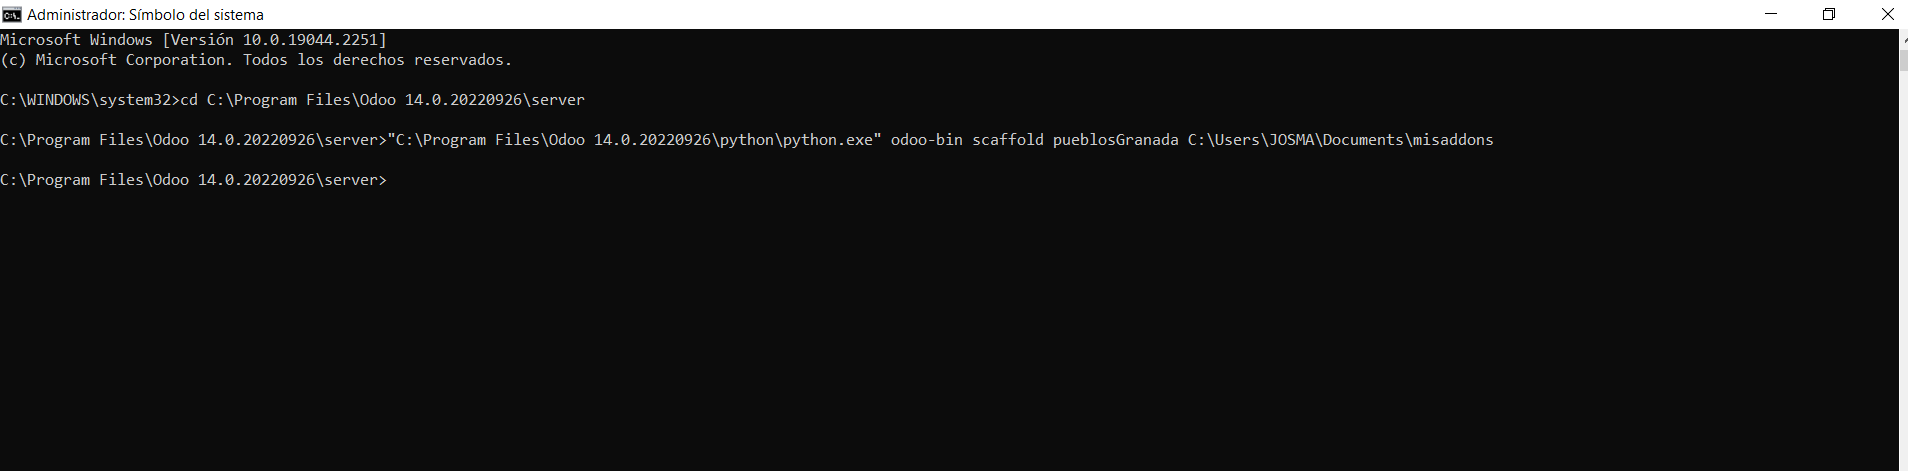 Administrador: Símbolo del sistema
Microsoft Windows [Versión 10.0.19044.2251]
(c) Microsoft Corporation. Todos los derechos reservados.
C:\WINDOWS\system32>cd C:\Program Files\Odoo 14.0.20220926\server
C:\Program Files\Odoo 14.0.20220926\server>"C:\Program Files\Odoo 14.0.20220926\python\python.exe" odoo-bin scaffold pueblosGranada C:\Users\JOSMA\Documents\misaddons
C:\Program Files\Odoo 14.0.20220926\server>